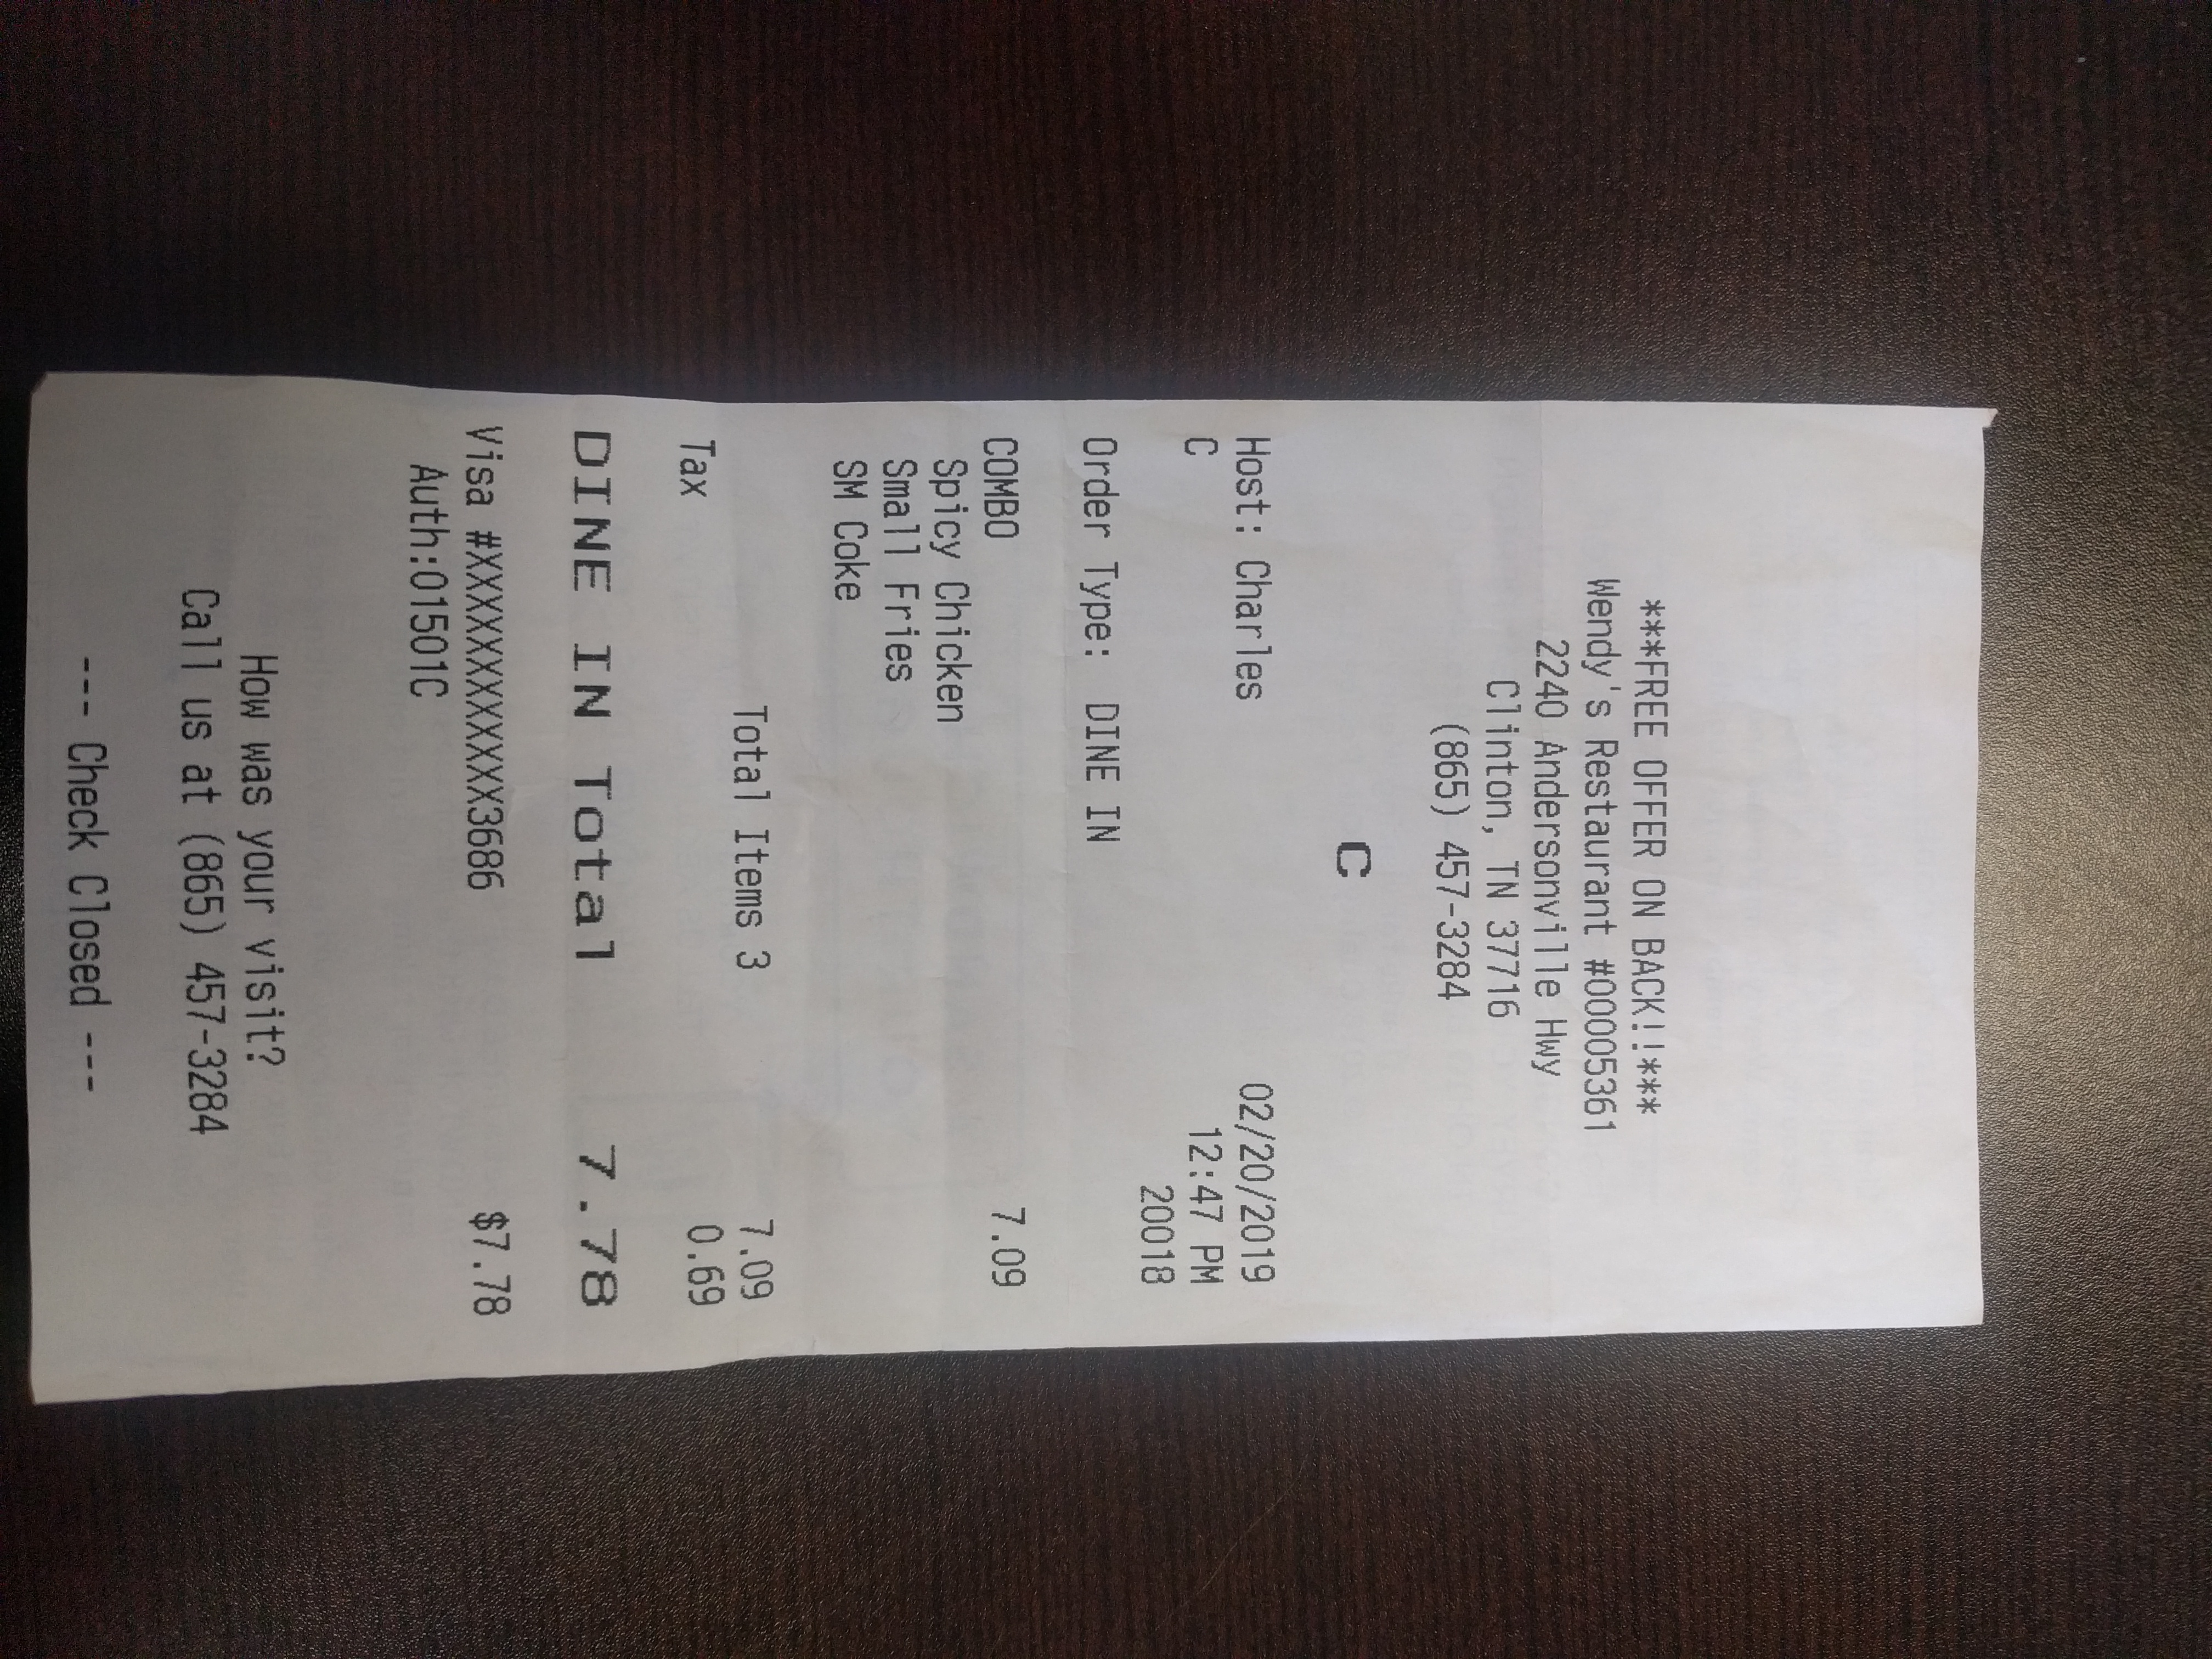 ***FREE OFFER ON BACK!!***
Wendy's Restaurant #00005361
2240 Andersonville Hwy
Clinton, TN 37716
(865) 457-3284
C
Host: Charles 02/20/2019
C 12:47 PM
20018
Order Type: DINE IN
COMBO 7.09
Spicy Chicken
Small Fries
SM Coke
Total Items 3 7.09
Tax 0.69
DINE IN Total 7.78
Visa #XXXXXXXXXXXX3686 $7.78
Auth:01501C
How was your visit?
Call us at (865) 457-3284
--- Check Closed ---